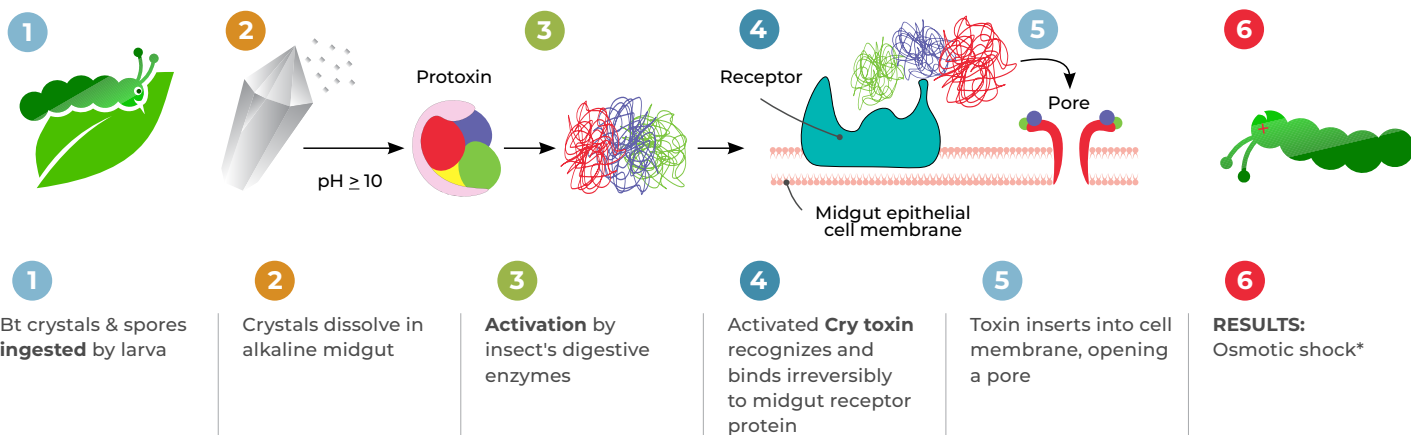 1
2
3
4
5
6
Protoxin
pH ≥ 10
Receptor
Pore
Midgut epithelial
cell membrane
1
Bt crystals & spores
ingested by larva
2
Crystals dissolve in
alkaline midgut
3
Activation by
insect's digestive
enzymes
4
Activated Cry toxin
recognizes and
binds irreversibly
to midgut receptor
protein
5
Toxin inserts into cell
membrane, opening
a pore
6
RESULTS:
Osmotic shock*